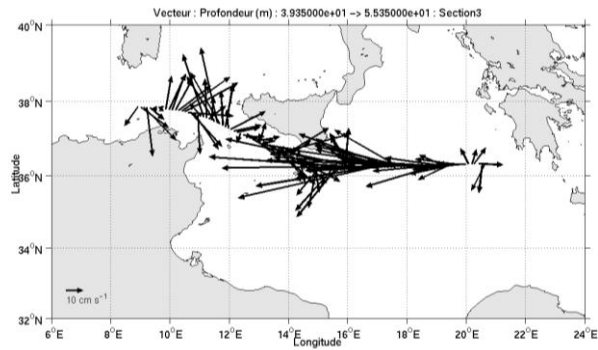 Vecteur : Profondeur (m) : 3.935000e+01 -> 5.535000e+01 : Section3
40°N
38°N
36°N
34°N
32°N
Latitude
10 cm s⁻¹
6°E 8°E 10°E 12°E 14°E 16°E 18°E 20°E 22°E 24°E
Longitude